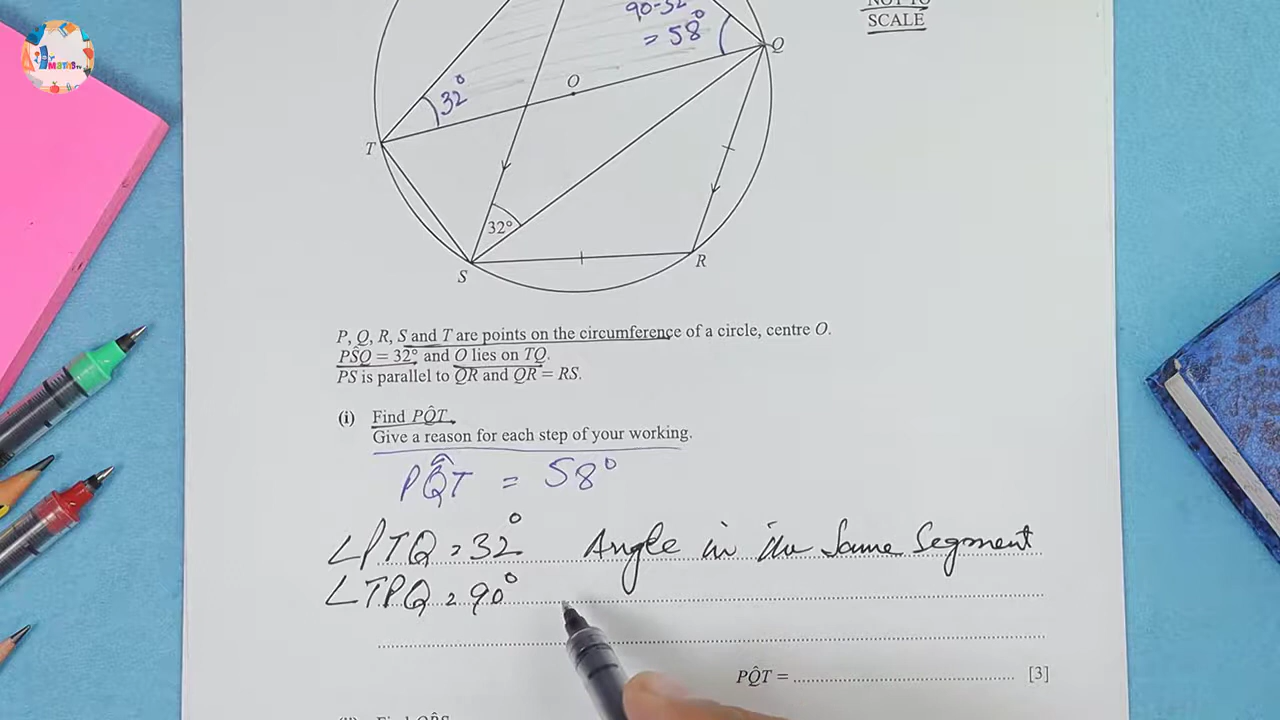 NOT TO
SCALE
90-32°
= 58°
Q
O
32°
T
32°
S
R
P, Q, R, S and T are points on the circumference of a circle, centre O.
PŜQ = 32° and O lies on TQ.
PS is parallel to QR and QR = RS.
(i) Find PQ̂T.
Give a reason for each step of your working.
PQ̂T = 58°
∠PTQ = 32° Angle in the Same Segment
∠TPQ = 90°
PQ̂T = [3]
MATHS TV